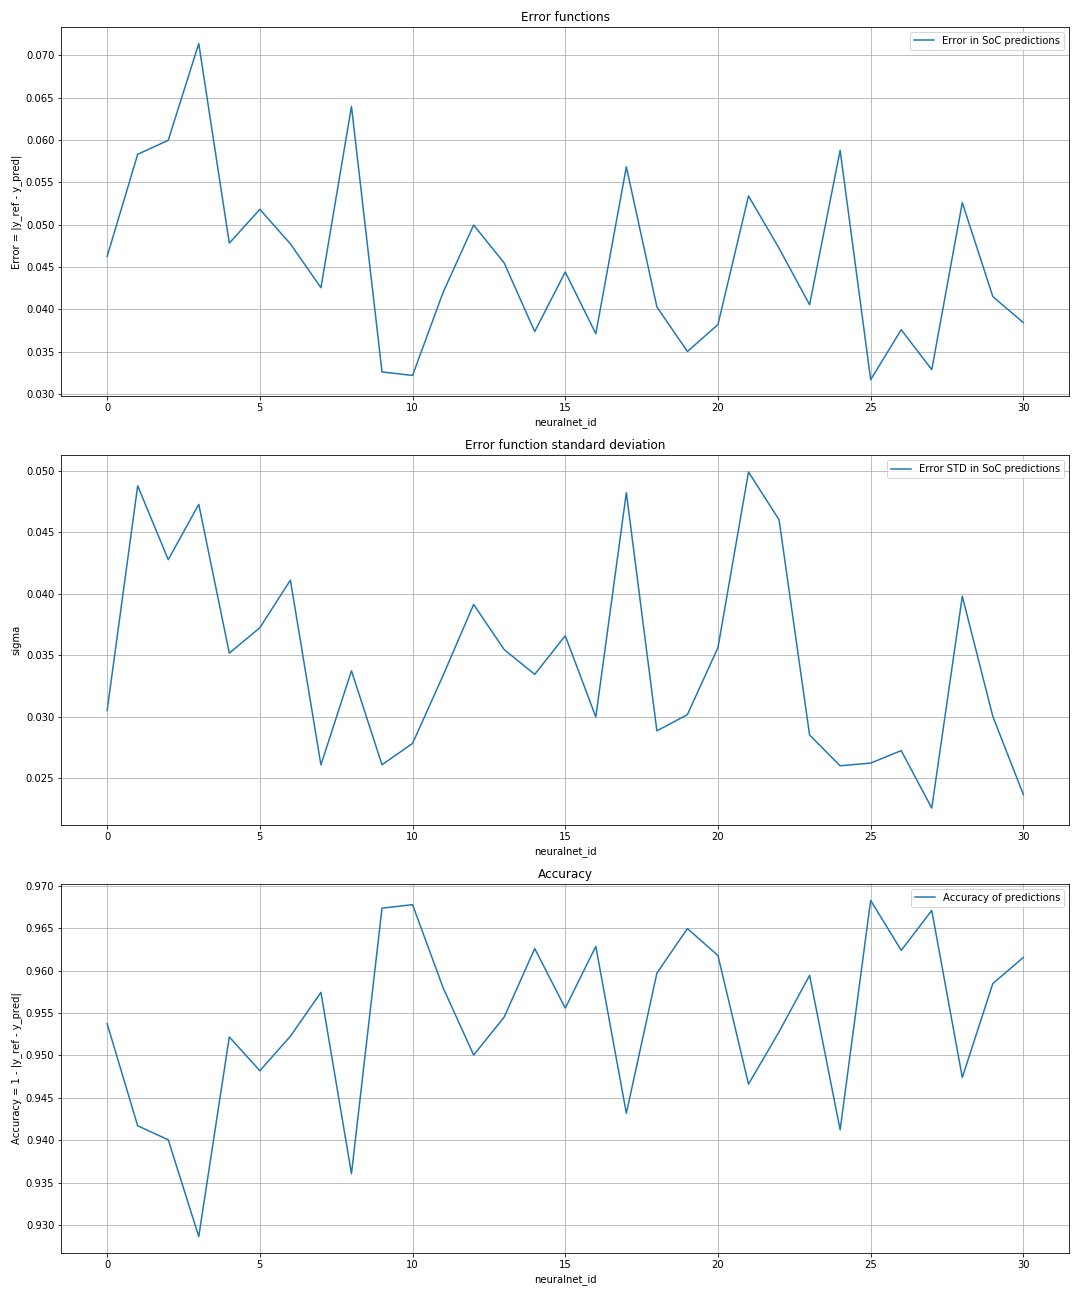 Error functions
Error in SoC predictions
Error = |y_ref - y_pred|
0.070
0.065
0.060
0.055
0.050
0.045
0.040
0.035
0.030
0 5 10 15 20 25 30
neuralnet_id
Error function standard deviation
Error STD in SoC predictions
sigma
0.050
0.045
0.040
0.035
0.030
0.025
0 5 10 15 20 25 30
neuralnet_id
Accuracy
Accuracy of predictions
Accuracy = 1 - |y_ref - y_pred|
0.970
0.965
0.960
0.955
0.950
0.945
0.940
0.935
0.930
0 5 10 15 20 25 30
neuralnet_id